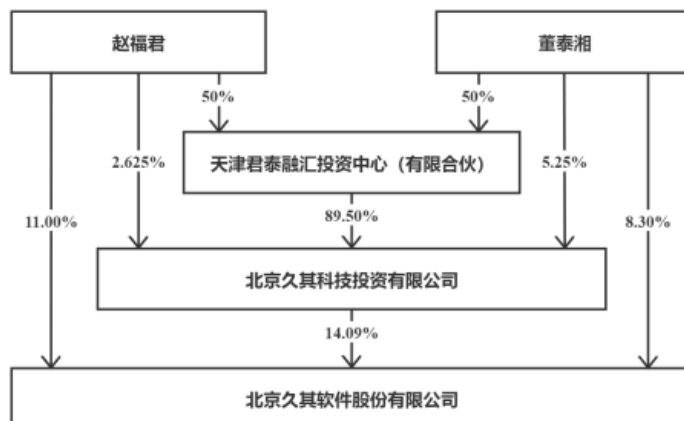 赵福君
董泰湘
50%
50%
天津君泰融汇投资中心（有限合伙）
2.625%
5.25%
11.00%
89.50%
8.30%
北京久其科技投资有限公司
14.09%
北京久其软件股份有限公司